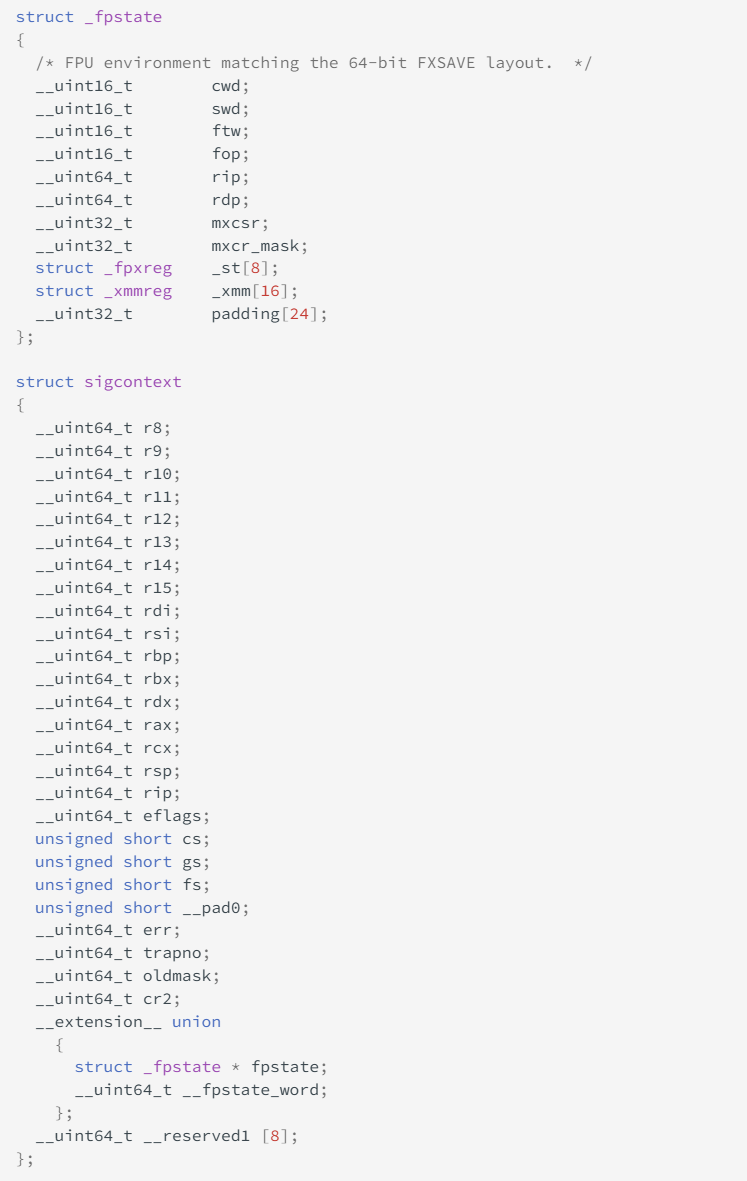 struct _fpstate
{
  /* FPU environment matching the 64-bit FXSAVE layout.  */
  __uint16_t        cwd;
  __uint16_t        swd;
  __uint16_t        ftw;
  __uint16_t        fop;
  __uint64_t        rip;
  __uint64_t        rdp;
  __uint32_t        mxcsr;
  __uint32_t        mxcr_mask;
  struct _fpxreg    _st[8];
  struct _xmmreg    _xmm[16];
  __uint32_t        padding[24];
};

struct sigcontext
{
  __uint64_t r8;
  __uint64_t r9;
  __uint64_t r10;
  __uint64_t r11;
  __uint64_t r12;
  __uint64_t r13;
  __uint64_t r14;
  __uint64_t r15;
  __uint64_t rdi;
  __uint64_t rsi;
  __uint64_t rbp;
  __uint64_t rbx;
  __uint64_t rdx;
  __uint64_t rax;
  __uint64_t rcx;
  __uint64_t rsp;
  __uint64_t rip;
  __uint64_t eflags;
  unsigned short cs;
  unsigned short gs;
  unsigned short fs;
  unsigned short __pad0;
  __uint64_t err;
  __uint64_t trapno;
  __uint64_t oldmask;
  __uint64_t cr2;
  __extension__ union
    {
      struct _fpstate * fpstate;
      __uint64_t __fpstate_word;
    };
  __uint64_t __reserved1 [8];
};